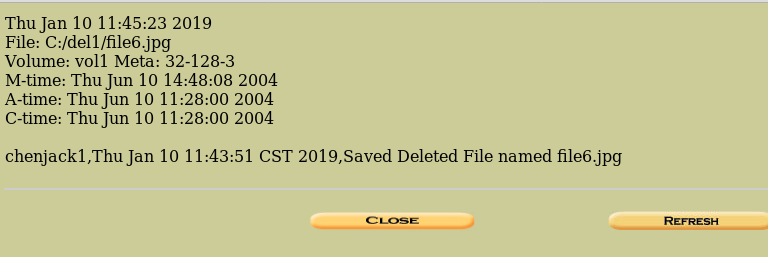 Thu Jan 10 11:45:23 2019
File: C:/del1/file6.jpg
Volume: vol1 Meta: 32-128-3
M-time: Thu Jun 10 14:48:08 2004
A-time: Thu Jun 10 11:28:00 2004
C-time: Thu Jun 10 11:28:00 2004
chenjack1,Thu Jan 10 11:43:51 CST 2019,Saved Deleted File named file6.jpg
CLOSE REFRESH